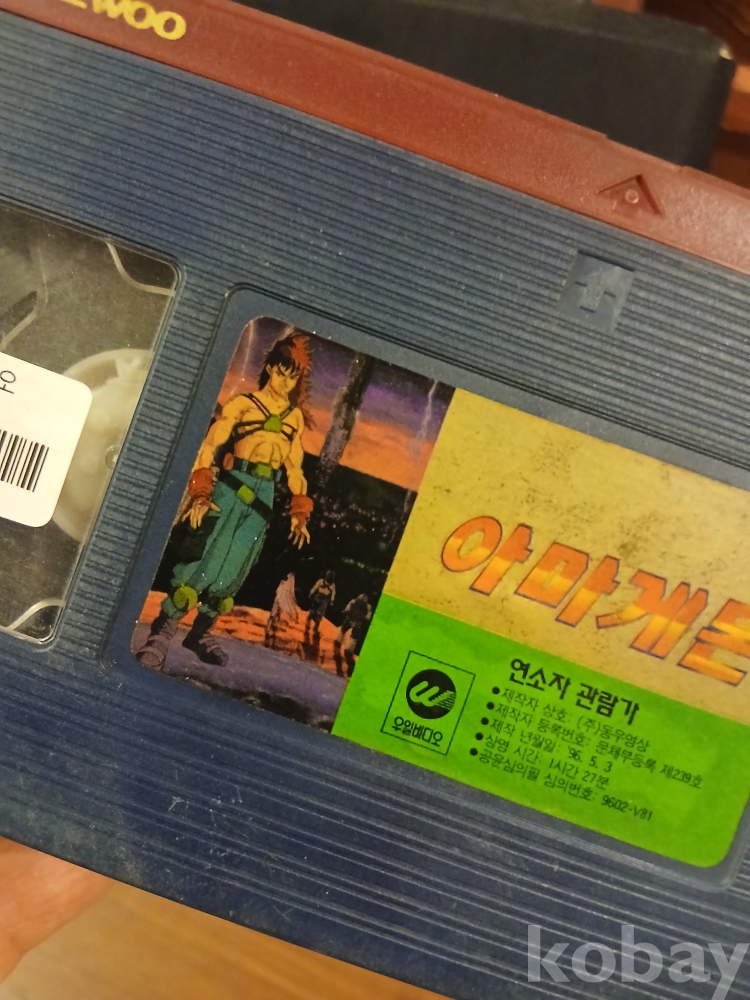 WOO
오
아마게돈
연소자 관람가
•제작자 상호: (주)동우영상
•제작자 등록번호: 문체부등록 제239호
•제작 년월일: '96. 5. 3
•상영 시간: 1시간 27분
•공윤심의필 심의번호: 9602-V81
우일비디오
kobay